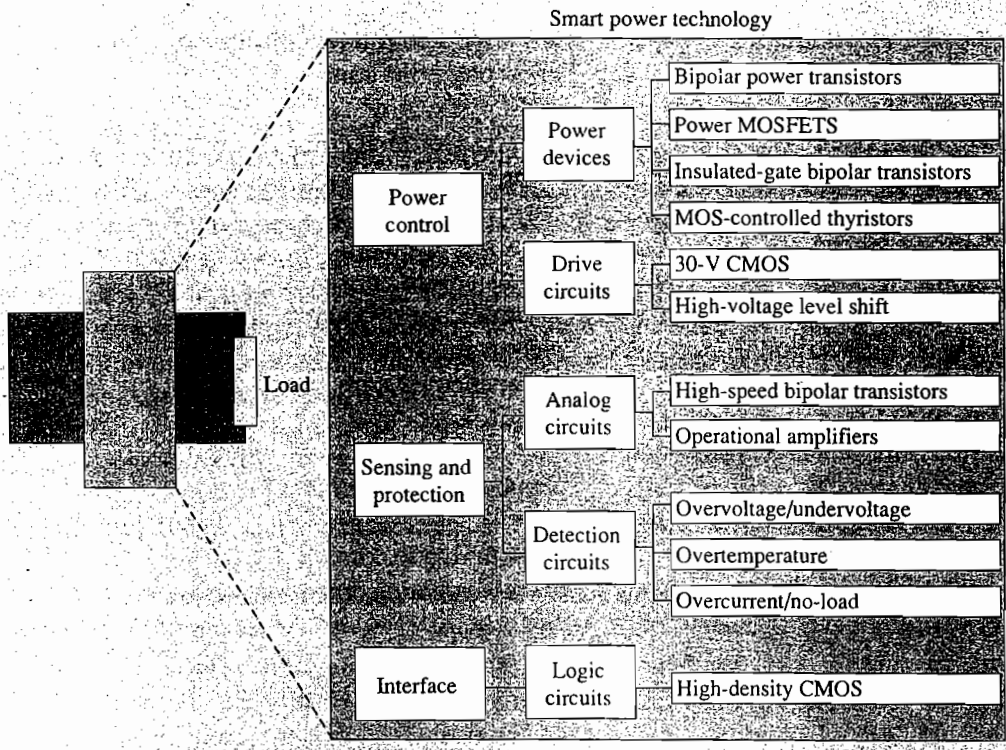 Smart power technology
Load
Power
control
Power
devices
Bipolar power transistors
Power MOSFETS
Insulated-gate bipolar transistors
MOS-controlled thyristors
Drive
circuits
30-V CMOS
High-voltage level shift
Sensing and
protection
Analog
circuits
High-speed bipolar transistors
Operational amplifiers
Detection
circuits
Overvoltage/undervoltage
Overtemperature
Overcurrent/no-load
Interface
Logic
circuits
High-density CMOS